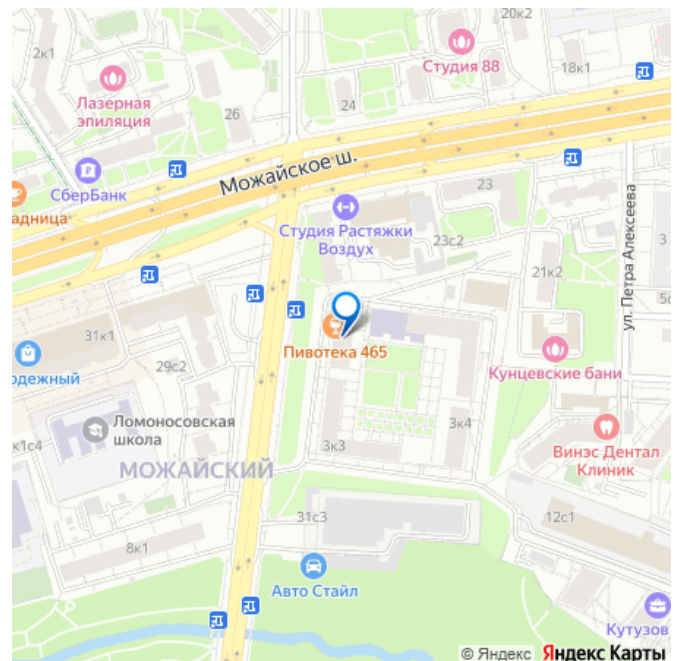 20к2
2к1
Студия 88
18к1
Лазерная
эпиляция
26
24
СберБанк
Можайское ш.
адница
23
Студия Растяжки
Воздух
23с2
ул. Петра Алексеева
3
21к2
5с
31к1
Пивотека 465
одежный
29с2
Кунцевские бани
Ломоносовская
школа
к1с4
3к3
3к4
Винэс Дентал
Клиник
МОЖАЙСКИЙ
31с3
12с1
8к1
Авто Стайл
Кутузов
© Яндекс Яндекс Карты